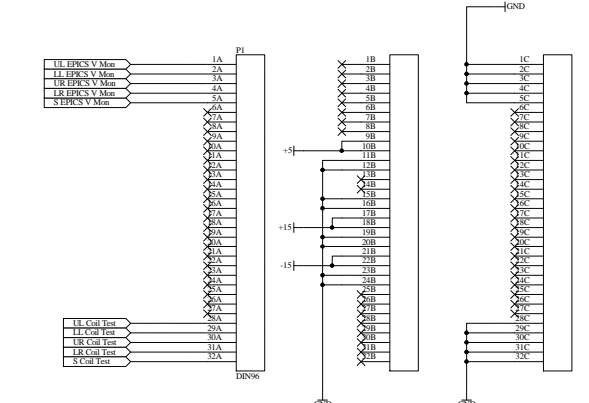 GND
P1
UL EPICS V Mon 1A 1B 1C
LL EPICS V Mon 2A 2B 2C
UR EPICS V Mon 3A 3B 3C
LR EPICS V Mon 4A 4B 4C
S EPICS V Mon 5A 5B 5C
6A 6B 6C
7A 7B 7C
8A 8B 8C
9A 9B 9C
10A +5 10B 10C
11A 11B 11C
12A 12B 12C
13A 13B 13C
14A 14B 14C
15A 15B 15C
16A 16B 16C
17A 17B 17C
18A +15 18B 18C
19A 19B 19C
20A 20B 20C
21A 21B 21C
22A -15 22B 22C
23A 23B 23C
24A 24B 24C
25A 25B 25C
26A 26B 26C
27A 27B 27C
UL Coil Test 28A 28B 28C
LL Coil Test 29A 29B 29C
UR Coil Test 30A 30B 30C
LR Coil Test 31A 31B 31C
S Coil Test 32A 32B 32C
DIN96